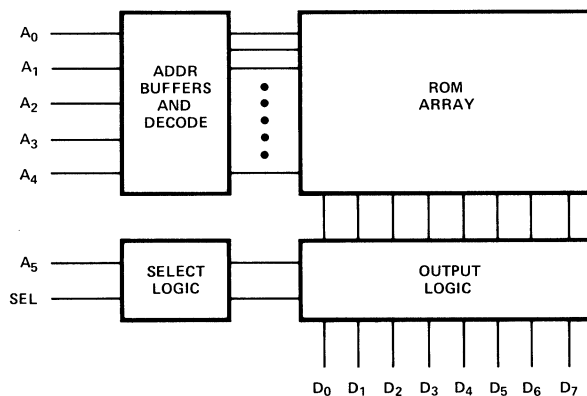 A0
A1
A2
A3
A4
ADDR
BUFFERS
AND
DECODE
ROM
ARRAY
A5
SEL
SELECT
LOGIC
OUTPUT
LOGIC
D0 D1 D2 D3 D4 D5 D6 D7